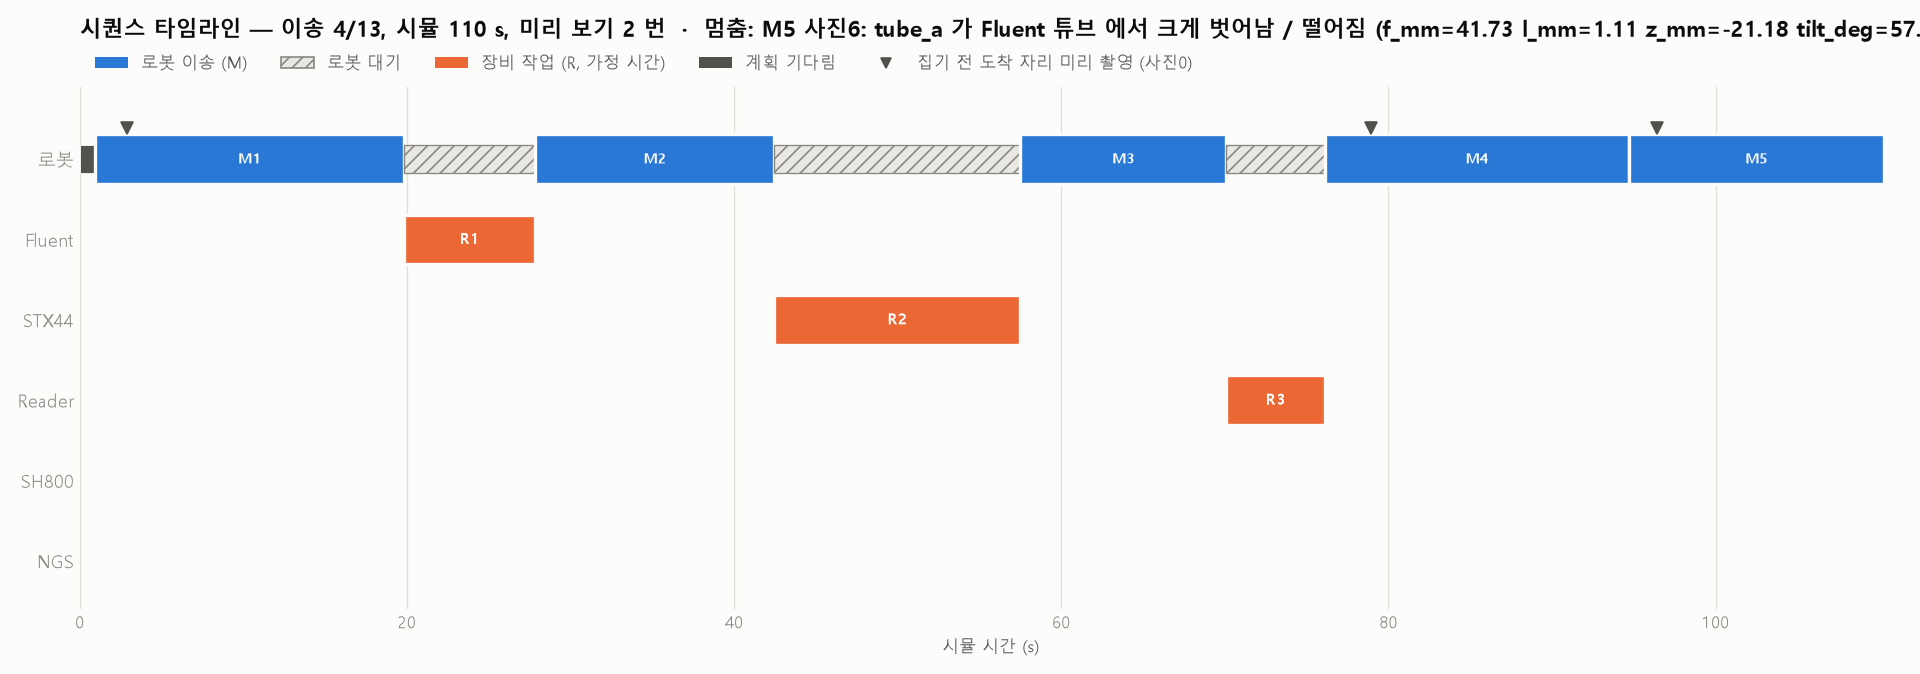 시퀀스 타임라인 — 이송 4/13, 시뮬 110 s, 미리 보기 2 번 · 멈춤: M5 사진6: tube_a 가 Fluent 튜브 에서 크게 벗어남 / 떨어짐 (f_mm=41.73 l_mm=1.11 z_mm=-21.18 tilt_deg=57.
로봇 이송 (M) 로봇 대기 장비 작업 (R, 가정 시간) 계획 기다림 집기 전 도착 자리 미리 촬영 (사진0)
로봇 M1 M2 M3 M4 M5
Fluent R1
STX44 R2
Reader R3
SH800
NGS
0 20 40 60 80 100
시뮬 시간 (s)